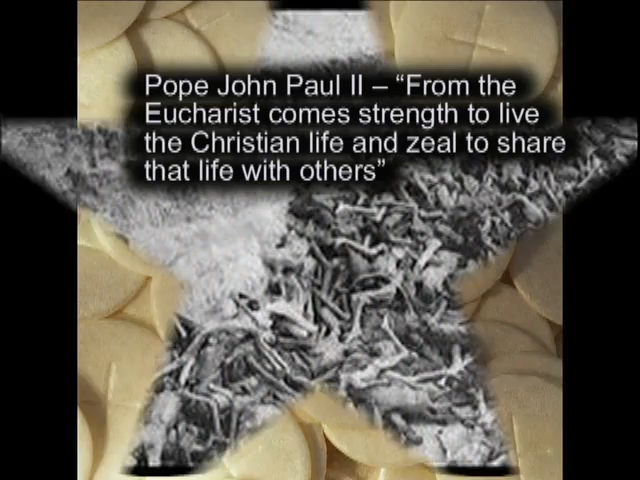 Pope John Paul II – “From the
Eucharist comes strength to live
the Christian life and zeal to share
that life with others”